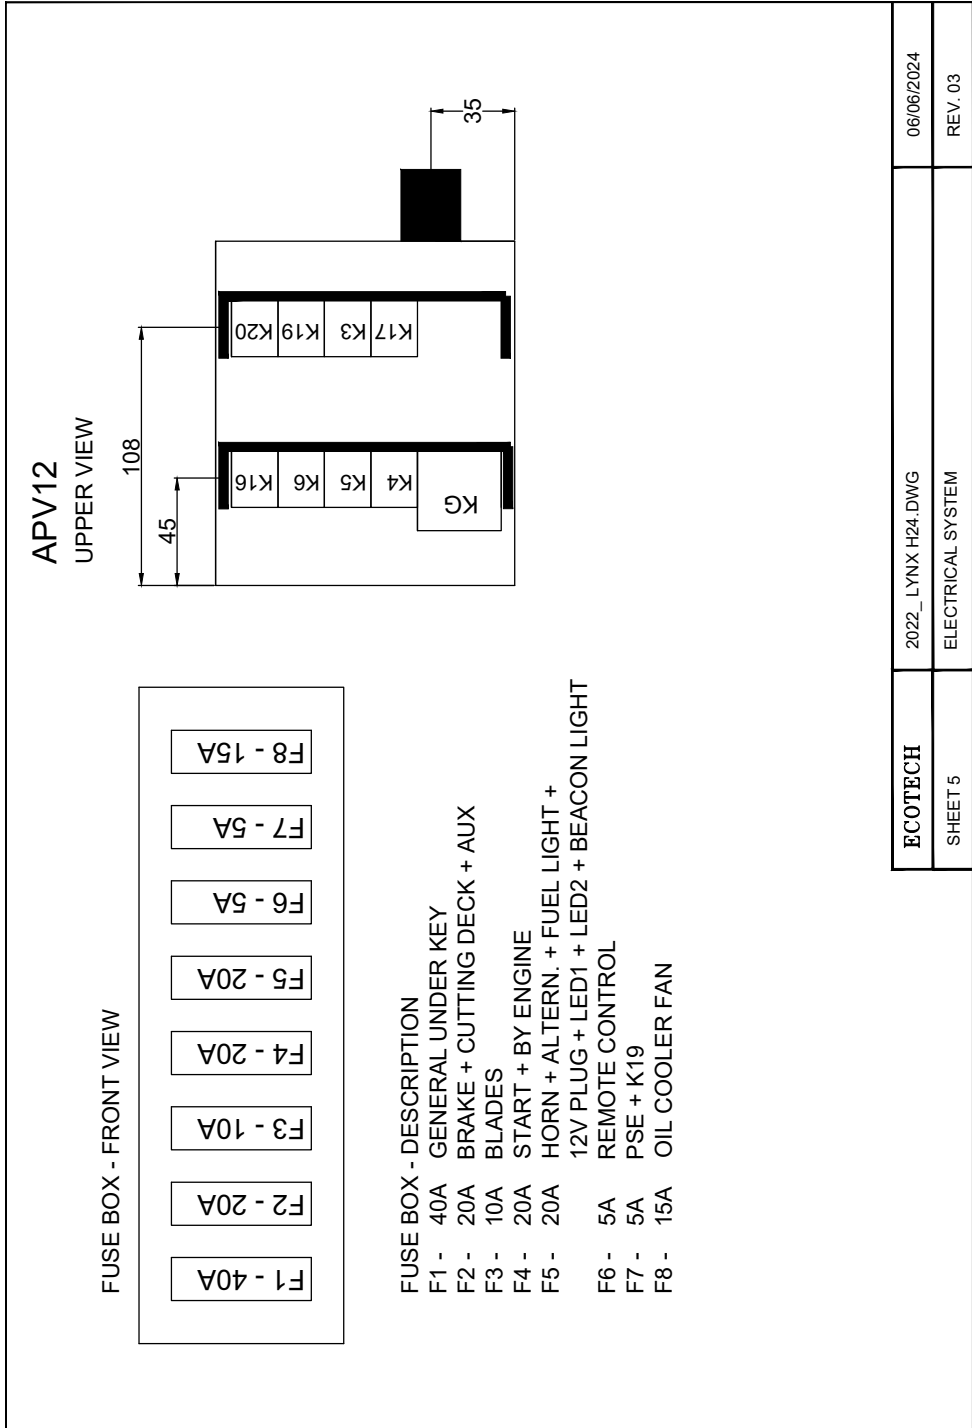 APV12
UPPER VIEW
108
45
35
K16
K6
K5
K4
KG
K20
K19
K3
K17
FUSE BOX - FRONT VIEW
F1 - 40A
F2 - 20A
F3 - 10A
F4 - 20A
F5 - 20A
F6 - 5A
F7 - 5A
F8 - 15A
FUSE BOX - DESCRIPTION
F1 - 40A GENERAL UNDER KEY
F2 - 20A BRAKE + CUTTING DECK + AUX
F3 - 10A BLADES
F4 - 20A START + BY ENGINE
F5 - 20A HORN + ALTERN. + FUEL LIGHT +
12V PLUG + LED1 + LED2 + BEACON LIGHT
F6 - 5A REMOTE CONTROL
F7 - 5A PSE + K19
F8 - 15A OIL COOLER FAN
ECOTECH
2022_ LYNX H24.DWG
06/06/2024
SHEET 5
ELECTRICAL SYSTEM
REV. 03